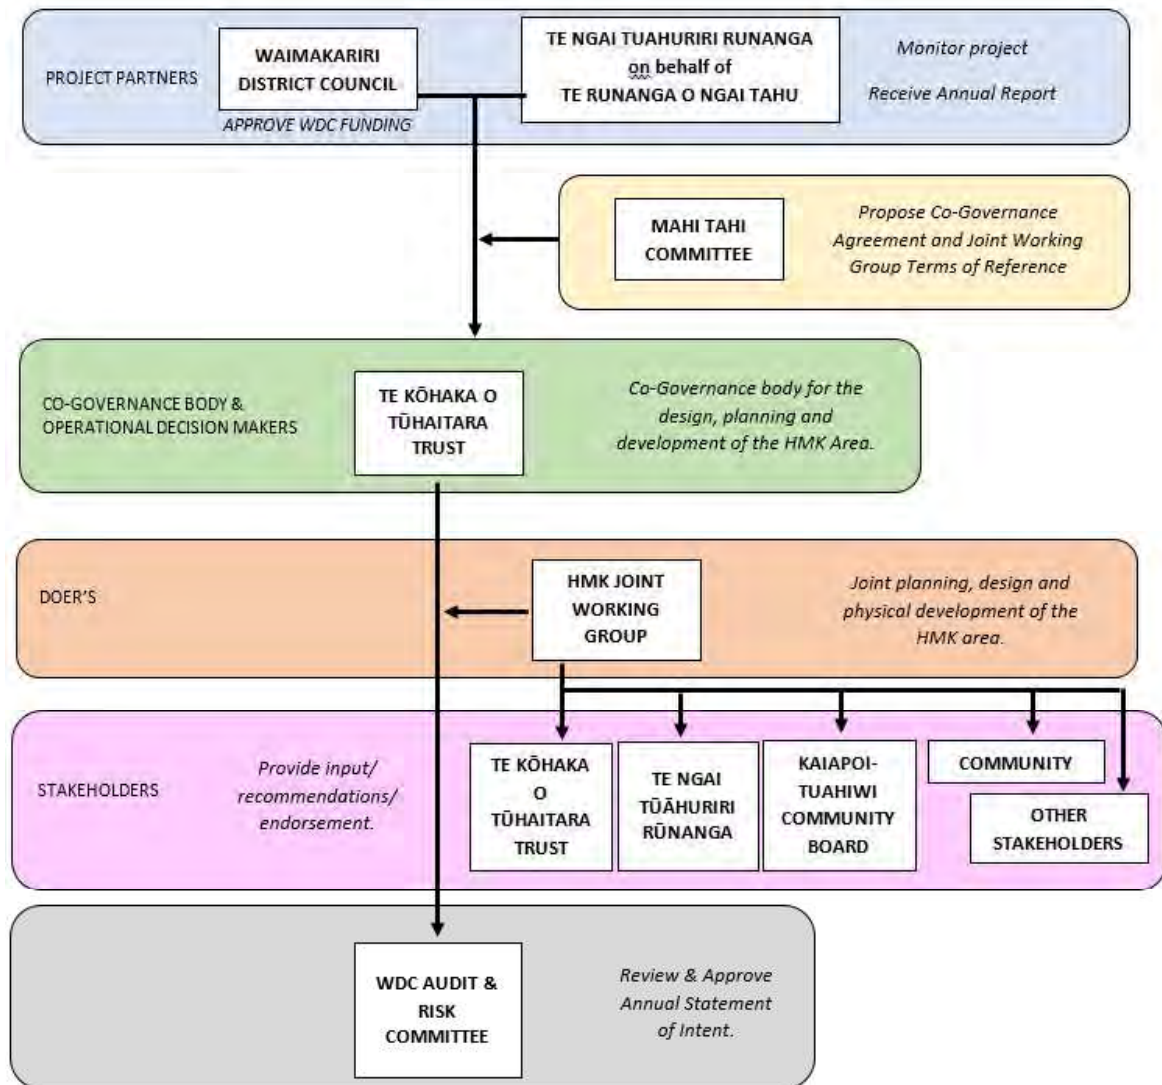 PROJECT PARTNERS
WAIMAKARIRI
DISTRICT COUNCIL
APPROVE WDC FUNDING
TE NGAI TUAHURIRI RUNANGA
on behalf of
TE RUNANGA O NGAI TAHU
Monitor project
Receive Annual Report
MAHI TAHI
COMMITTEE
Propose Co-Governance
Agreement and Joint Working
Group Terms of Reference
CO-GOVERNANCE BODY &
OPERATIONAL DECISION MAKERS
TE KŌHAKA O
TŪHAITARA
TRUST
Co-Governance body for the
design, planning and
development of the HMK Area.
DOER'S
HMK JOINT
WORKING
GROUP
Joint planning, design and
physical development of the
HMK area.
STAKEHOLDERS
Provide input/
recommendations/
endorsement.
TE KŌHAKA
O
TŪHAITARA
TRUST
TE NGAI
TŪĀHURIRI
RŪNANGA
KAIAPOI-
TUAHIWI
COMMUNITY
BOARD
COMMUNITY
OTHER
STAKEHOLDERS
WDC AUDIT &
RISK
COMMITTEE
Review & Approve
Annual Statement
of Intent.